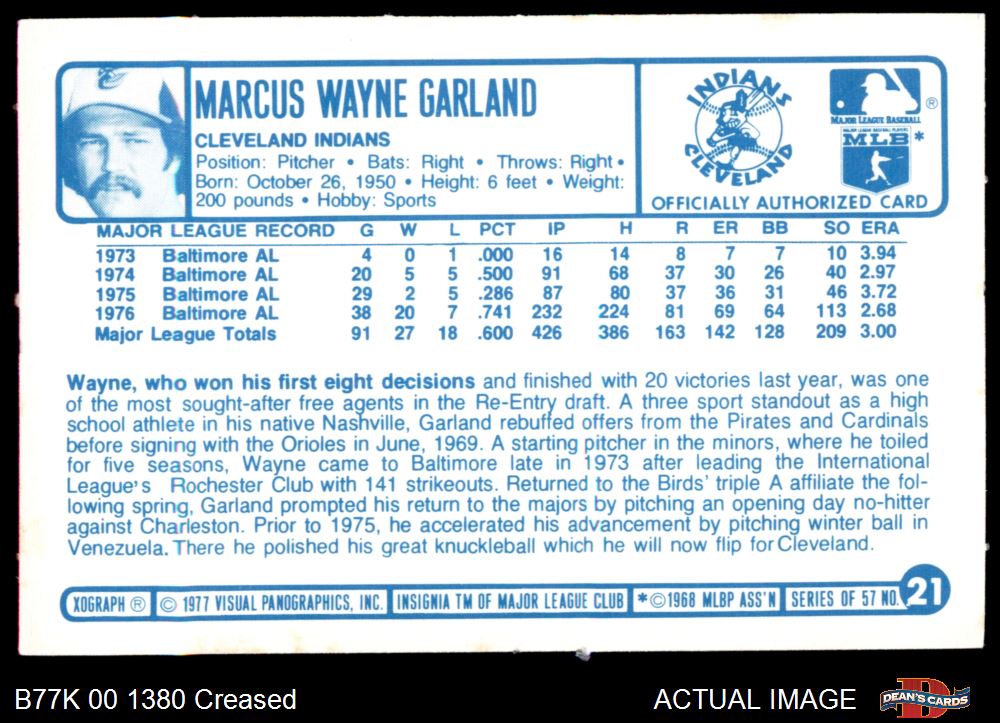 MARCUS WAYNE GARLAND
CLEVELAND INDIANS
Position: Pitcher • Bats: Right • Throws: Right •
Born: October 26, 1950 • Height: 6 feet • Weight:
200 pounds • Hobby: Sports
INDIANS
CLEVELAND
MAJOR LEAGUE BASEBALL ®
MAJOR LEAGUE BASEBALL PLAYERS
MLB *
OFFICIALLY AUTHORIZED CARD
MAJOR LEAGUE RECORD G W L PCT IP H R ER BB SO ERA
1973 Baltimore AL 4 0 1 .000 16 14 8 7 7 10 3.94
1974 Baltimore AL 20 5 5 .500 91 68 37 30 26 40 2.97
1975 Baltimore AL 29 2 5 .286 87 80 37 36 31 46 3.72
1976 Baltimore AL 38 20 7 .741 232 224 81 69 64 113 2.68
Major League Totals 91 27 18 .600 426 386 163 142 128 209 3.00
Wayne, who won his first eight decisions and finished with 20 victories last year, was one
of the most sought-after free agents in the Re-Entry draft. A three sport standout as a high
school athlete in his native Nashville, Garland rebuffed offers from the Pirates and Cardinals
before signing with the Orioles in June, 1969. A starting pitcher in the minors, where he toiled
for five seasons, Wayne came to Baltimore late in 1973 after leading the International
League's Rochester Club with 141 strikeouts. Returned to the Birds' triple A affiliate the fol-
lowing spring, Garland prompted his return to the majors by pitching an opening day no-hitter
against Charleston. Prior to 1975, he accelerated his advancement by pitching winter ball in
Venezuela. There he polished his great knuckleball which he will now flip for Cleveland.
XOGRAPH ® © 1977 VISUAL PANOGRAPHICS, INC. INSIGNIA TM OF MAJOR LEAGUE CLUB *©1968 MLBP ASS'N SERIES OF 57 NO. 21
B77K 00 1380 Creased ACTUAL IMAGE DEAN'S CARDS